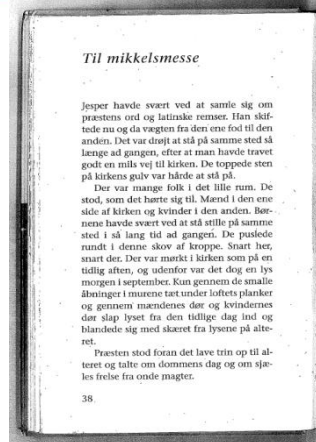 Til mikkelsmesse
Jesper havde svært ved at samle sig om
præstens ord og latinske remser. Han skif-
tede nu og da vægten fra den ene fod til den
anden. Det var drøjt at stå på samme sted så
længe ad gangen, efter at man havde travet
godt en mils vej til kirken. De toppede sten
på kirkens gulv var hårde at stå på.
Der var mange folk i det lille rum. De
stod, som det hørte sig til. Mænd i den ene
side af kirken og kvinder i den anden. Bør-
nene havde svært ved at stå stille på samme
sted i så lang tid ad gangen. De puslede
rundt i denne skov af kroppe. Snart her,
snart der. Der var mørkt i kirken som på en
tidlig aften, og udenfor var det dog en lys
morgen i september. Kun gennem de smalle
åbninger i murene tæt under loftets planker
og gennem mændenes dør og kvindernes
dør slap lyset fra den tidlige dag ind og
blandede sig med skæret fra lysene på alte-
ret.
Præsten stod foran det lave trin op til al-
teret og talte om dommens dag og om sjæ-
les frelse fra onde magter.
38